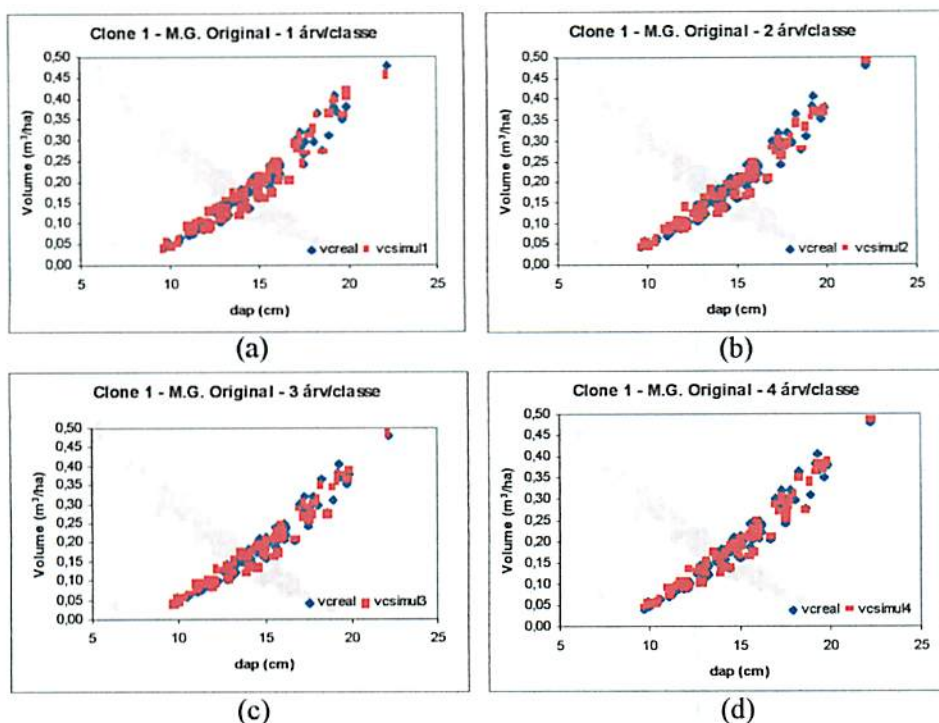 Clone 1 - M.G. Original - 1 árv/classe
Volume (m³/ha)
0,50
0,45
0,40
0,35
0,30
0,25
0,20
0,15
0,10
0,05
0,00
vcreal
vcsimul1
5
10
15
20
25
dap (cm)
(a)
Clone 1 - M.G. Original - 2 árv/classe
Volume (m³/ha)
0,50
0,45
0,40
0,35
0,30
0,25
0,20
0,15
0,10
0,05
0,00
vcreal
vcsimul2
5
10
15
20
25
dap (cm)
(b)
Clone 1 - M.G. Original - 3 árv/classe
Volume (m³/ha)
0,50
0,45
0,40
0,35
0,30
0,25
0,20
0,15
0,10
0,05
0,00
vcreal
vcsimul3
5
10
15
20
25
dap (cm)
(c)
Clone 1 - M.G. Original - 4 árv/classe
Volume (m³/ha)
0,50
0,45
0,40
0,35
0,30
0,25
0,20
0,15
0,10
0,05
0,00
vcreal
vcsimul4
5
10
15
20
25
dap (cm)
(d)